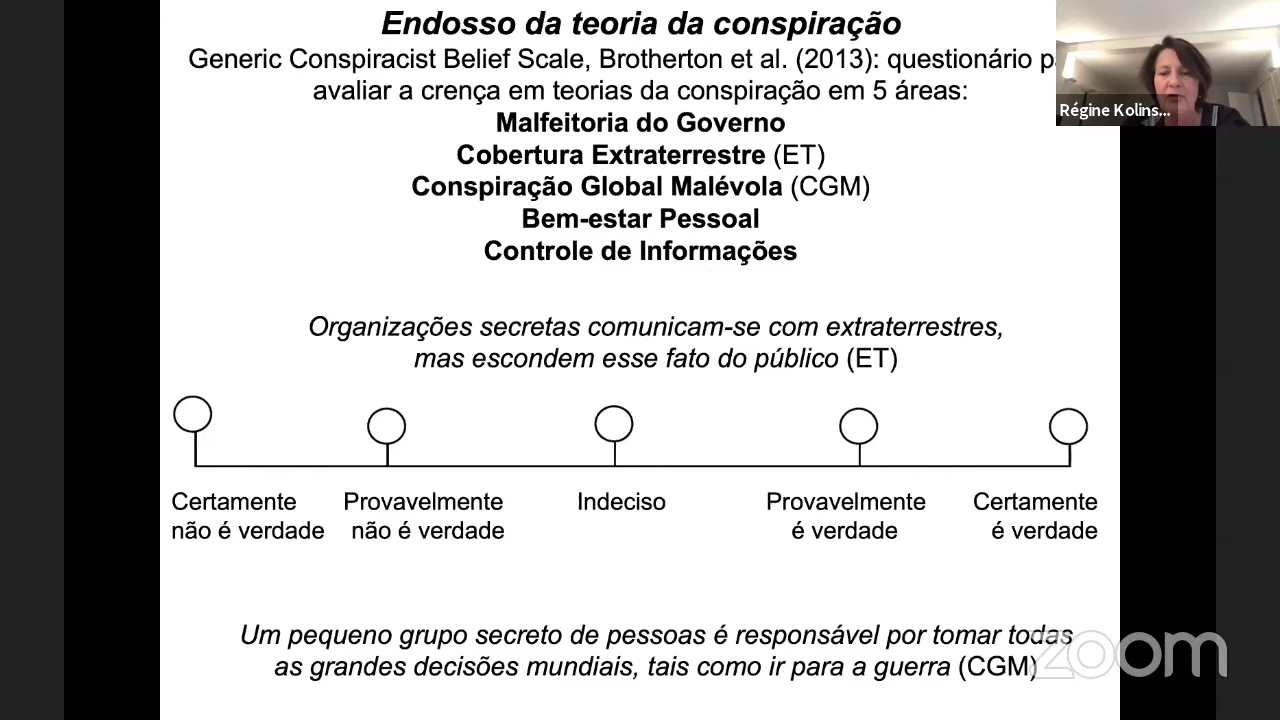 Endosso da teoria da conspiração
Generic Conspiracist Belief Scale, Brotherton et al. (2013): questionário p
avaliar a crença em teorias da conspiração em 5 áreas:
Malfeitoria do Governo
Cobertura Extraterrestre (ET)
Conspiração Global Malévola (CGM)
Bem-estar Pessoal
Controle de Informações
Régine Kolins...
Organizações secretas comunicam-se com extraterrestres,
mas escondem esse fato do público (ET)
Certamente não é verdade
Provavelmente não é verdade
Indeciso
Provavelmente é verdade
Certamente é verdade
Um pequeno grupo secreto de pessoas é responsável por tomar todas
as grandes decisões mundiais, tais como ir para a guerra (CGM)
zoom